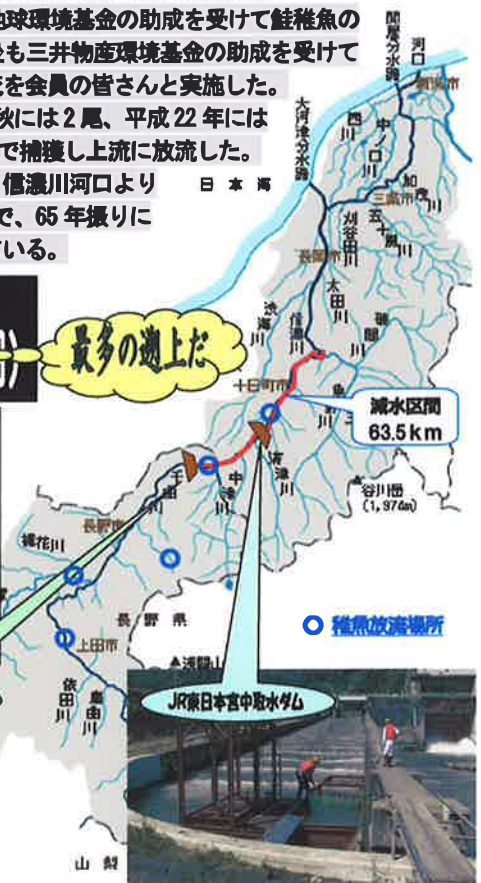 地球環境基金の助成を受けて鮭稚魚の
後も三井物産環境基金の助成を受けて
流を会員の皆さんと実施した。
秋には2尾、平成22年には
で捕獲し上流に放流した。
信濃川河口より
で、65年振りに
ている。
最多の遡上だ
関屋分水路
河口
新潟市
大河津分水路
日本海
西川
中ノ口川
加茂川
三条市
五十嵐川
刈谷田川
長岡市
太田川
渋海川
信濃川
破間川
十日町市
魚野川
減水区間
63.5km
清津川
中津川
千曲川
谷川岳
(1,974m)
長野市
裾花川
長野県
上田市
稚魚放流場所
浅間山
依田川
鹿曲川
JR東日本宮中取水ダム
山梨